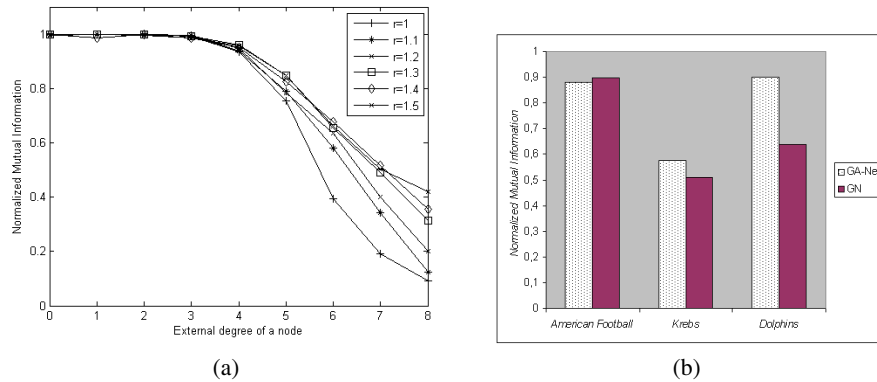 Normalized Mutual Information
1
0.8
0.6
0.4
0.2
0
0 1 2 3 4 5 6 7 8
External degree of a node
r=1
r=1.1
r=1.2
r=1.3
r=1.4
r=1.5
(a)
Normalized Mutual Information
1
0,9
0,8
0,7
0,6
0,5
0,4
0,3
0,2
0,1
0
American Football Krebs Dolphins
GA-Net
GN
(b)